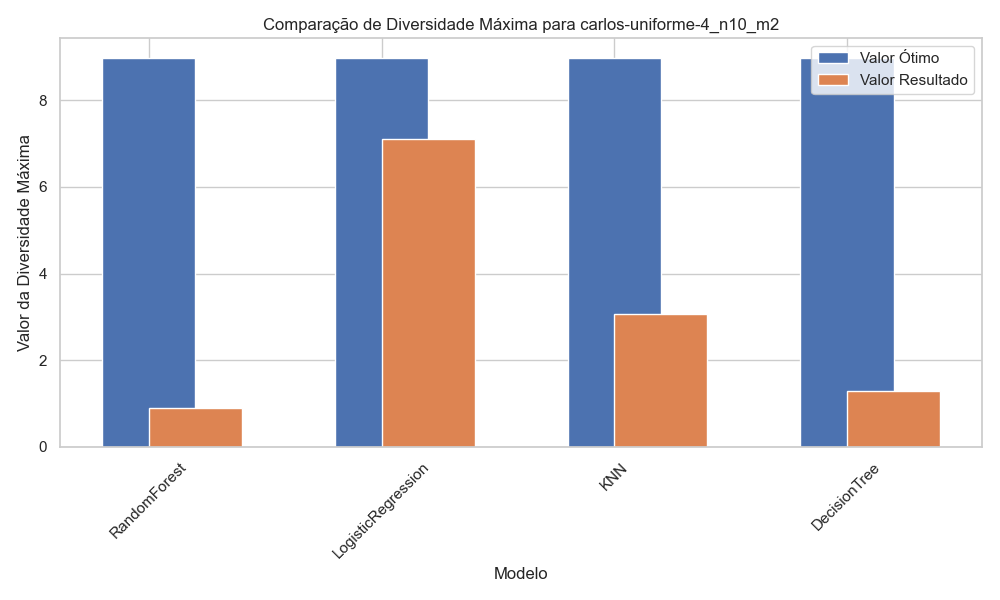 Comparação de Diversidade Máxima para carlos-uniforme-4_n10_m2
Valor Ótimo
Valor Resultado
Valor da Diversidade Máxima
8
6
4
2
0
RandomForest
LogisticRegression
KNN
DecisionTree
Modelo